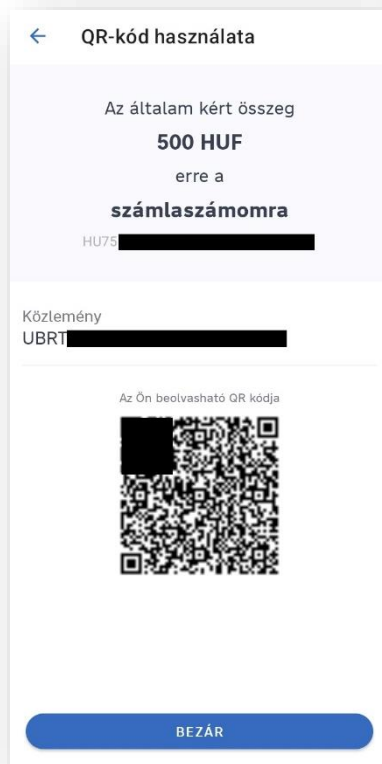 QR-kód használata
Az általam kért összeg
500 HUF
erre a
számlaszámomra
HU75
Közlemény
UBRT
Az Ön beolvasható QR kódja
BEZÁR